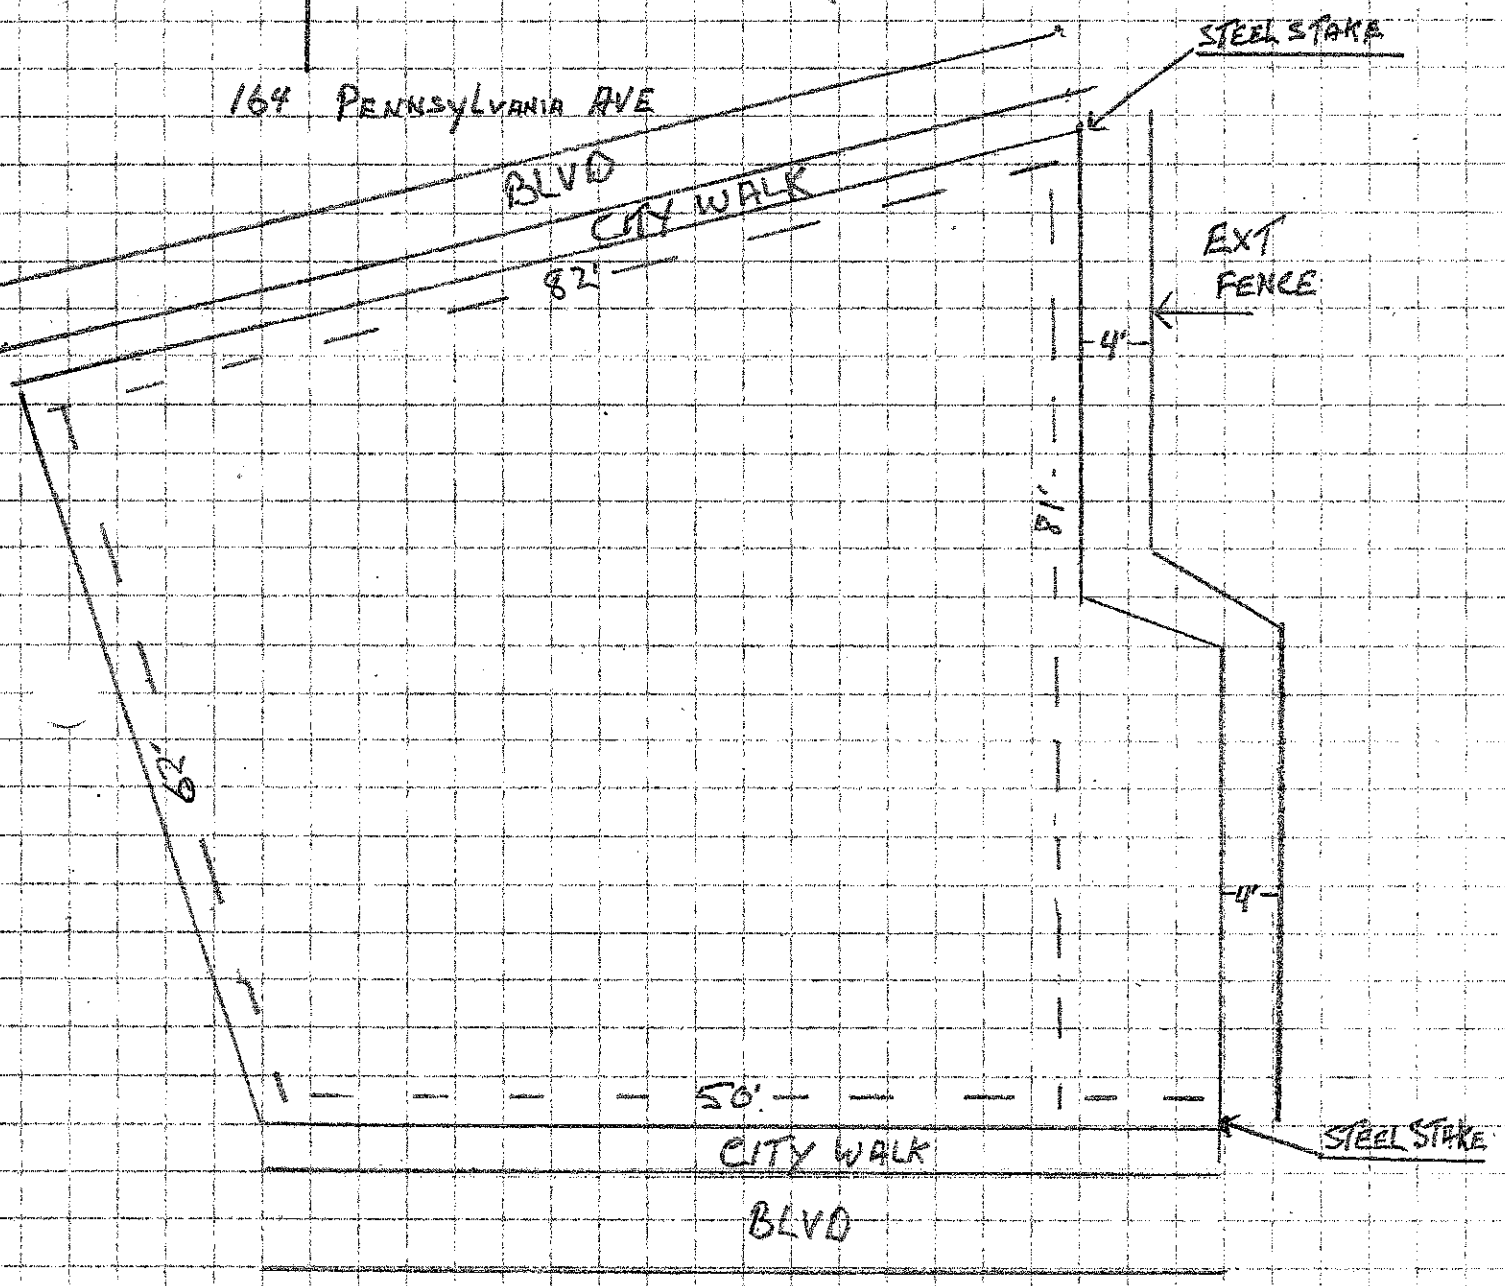 STEEL STAKE
164 PENNSYLVANIA AVE
BLVD
CITY WALK
82'
EXT
FENCE
4'
81'
62'
4'
50'
CITY WALK
STEEL STAKE
BLVD